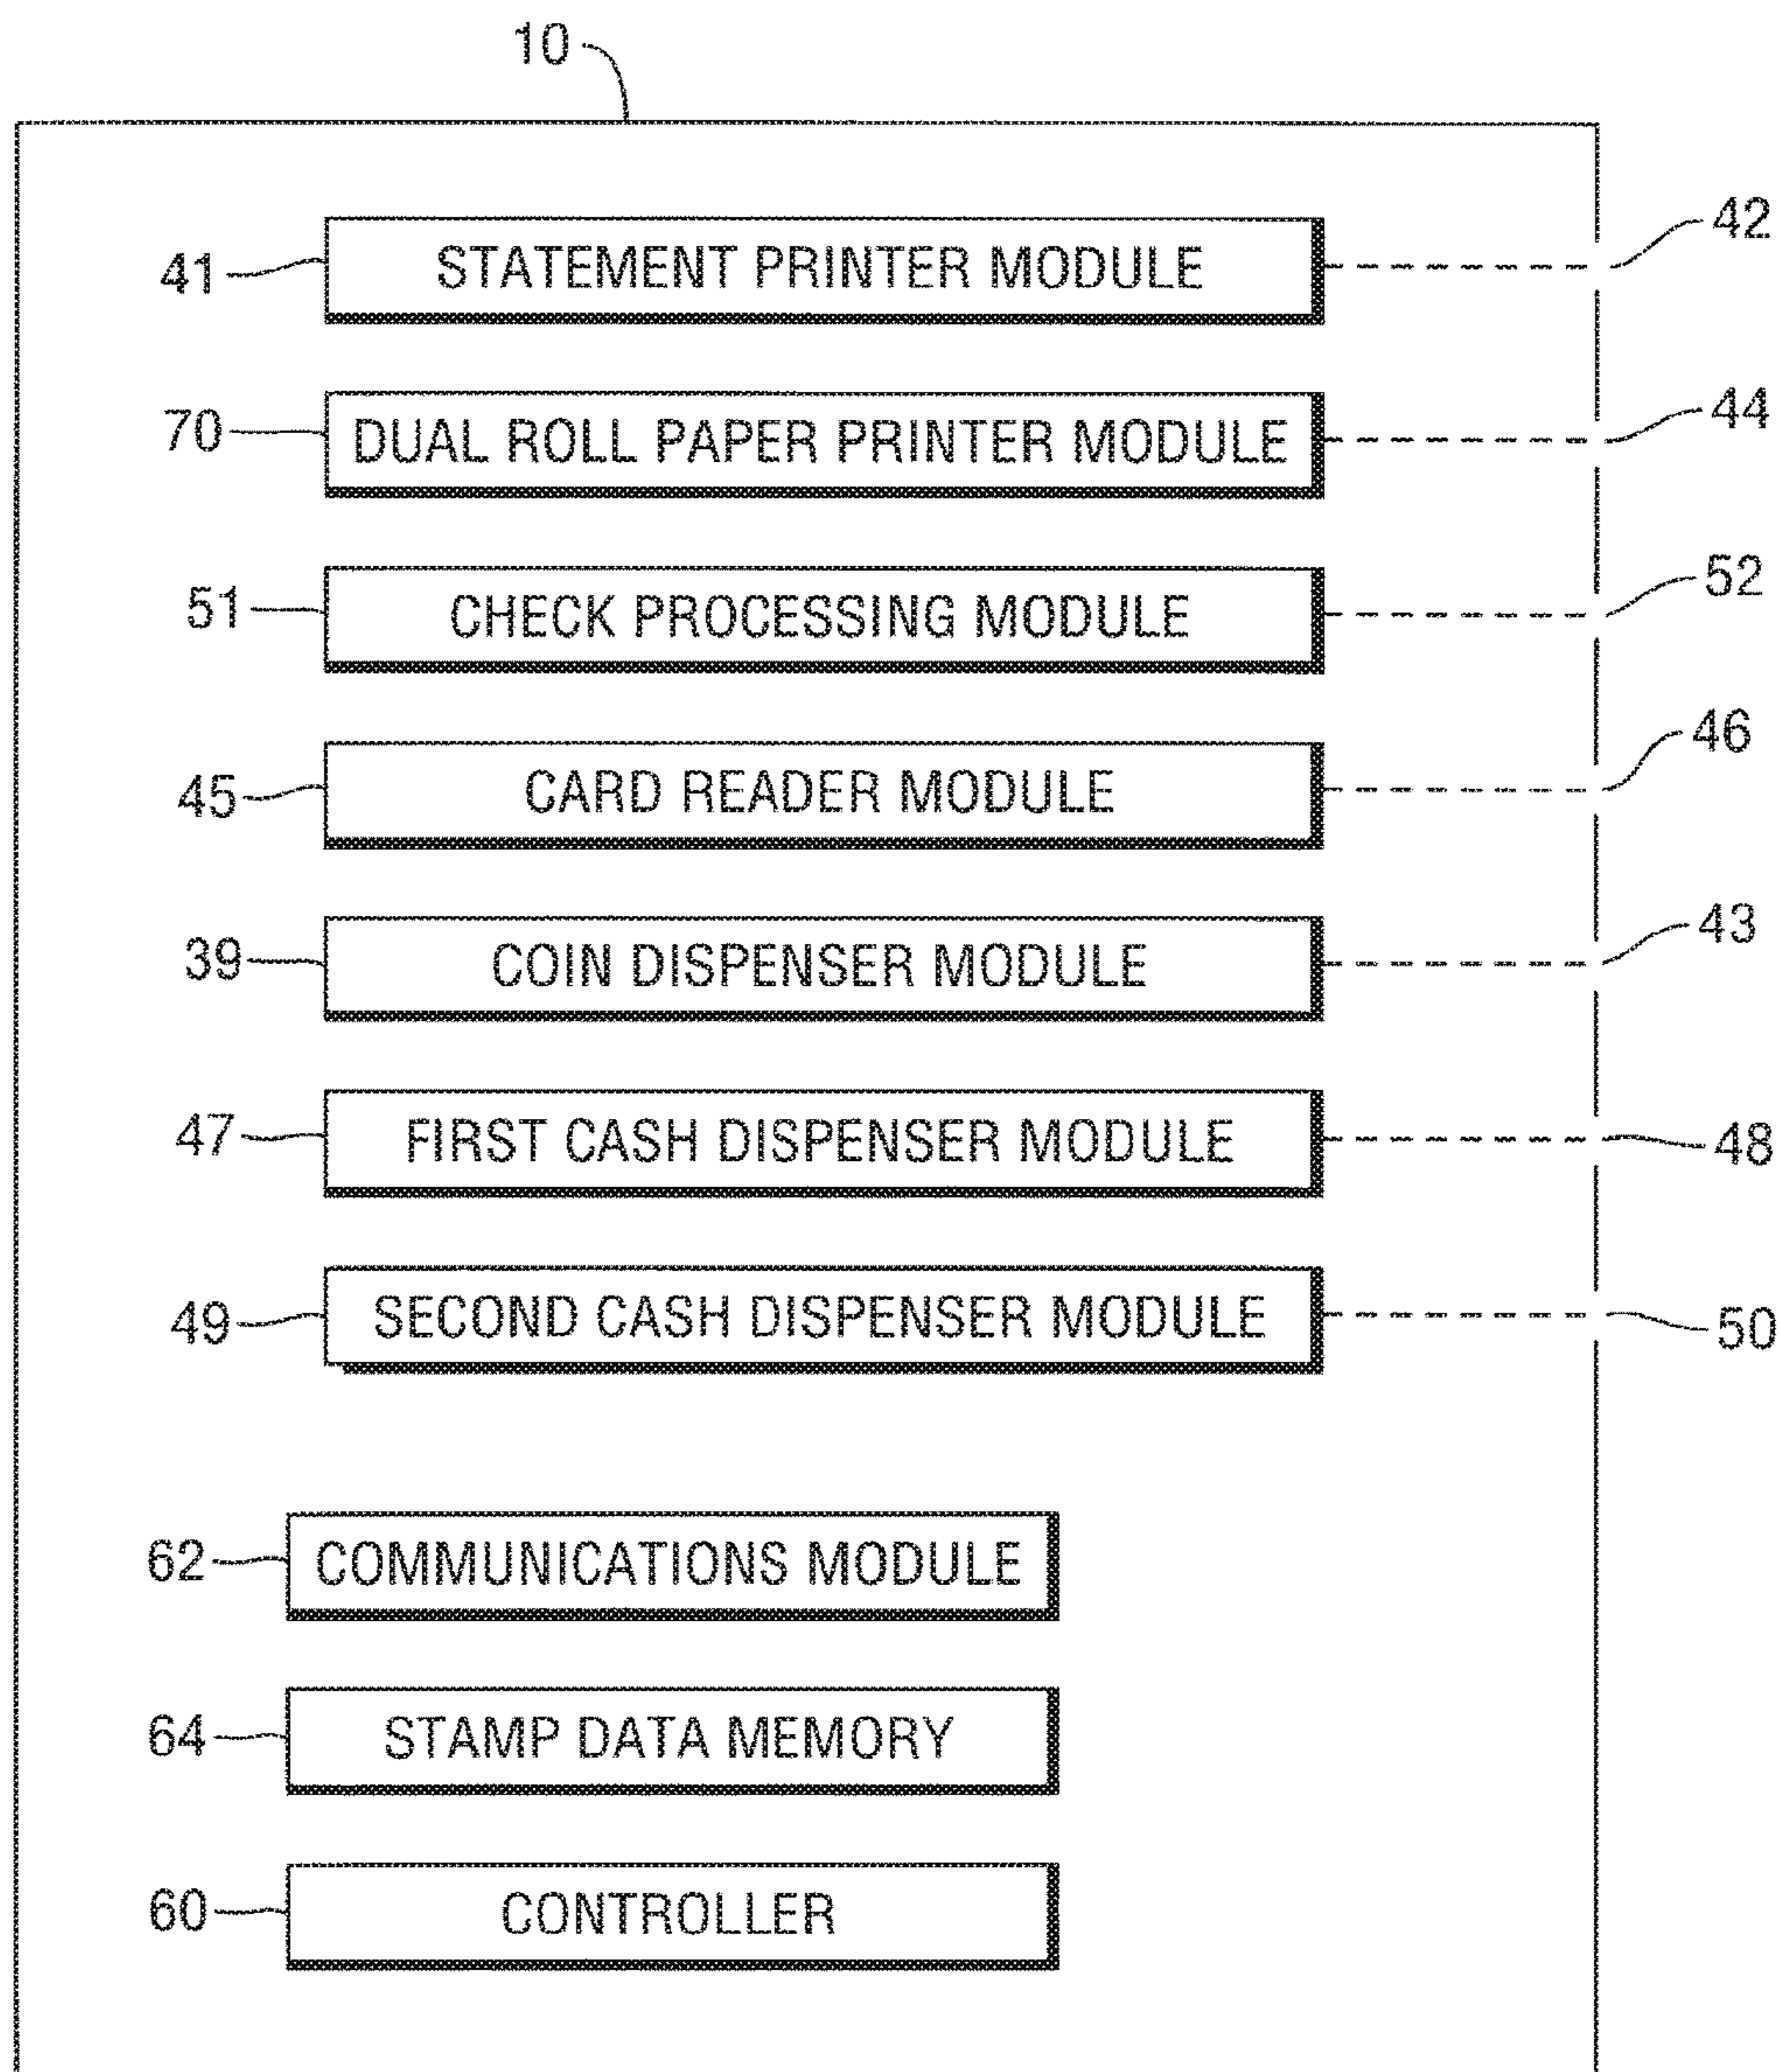 10
41 STATEMENT PRINTER MODULE 42
70 DUAL ROLL PAPER PRINTER MODULE 44
51 CHECK PROCESSING MODULE 52
45 CARD READER MODULE 46
39 COIN DISPENSER MODULE 43
47 FIRST CASH DISPENSER MODULE 48
49 SECOND CASH DISPENSER MODULE 50
62 COMMUNICATIONS MODULE
64 STAMP DATA MEMORY
60 CONTROLLER